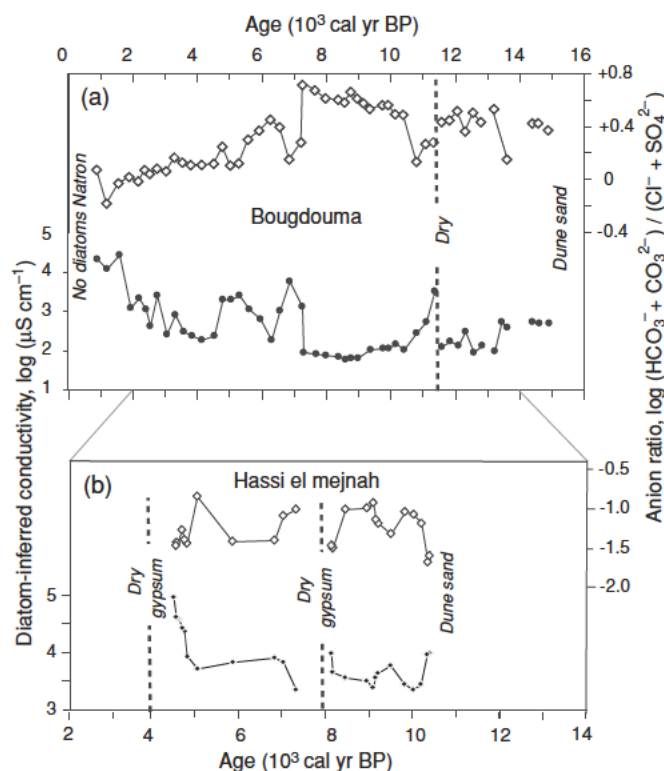 Age (10³ cal yr BP)
0 2 4 6 8 10 12 14 16
(a)
+0.8
+0.4
0
-0.4
No diatoms Natron
Bougdouma
Dry
Dune sand
5
4
3
2
1
Diatom-inferred conductivity, log (µS cm⁻¹)
Anion ratio, log (HCO₃⁻ + CO₃²⁻) / (Cl⁻ + SO₄²⁻)
(b)
Hassi el mejnah
-0.5
-1.0
-1.5
-2.0
Dry
gypsum
Dry
gypsum
Dune sand
5
4
3
2 4 6 8 10 12 14
Age (10³ cal yr BP)